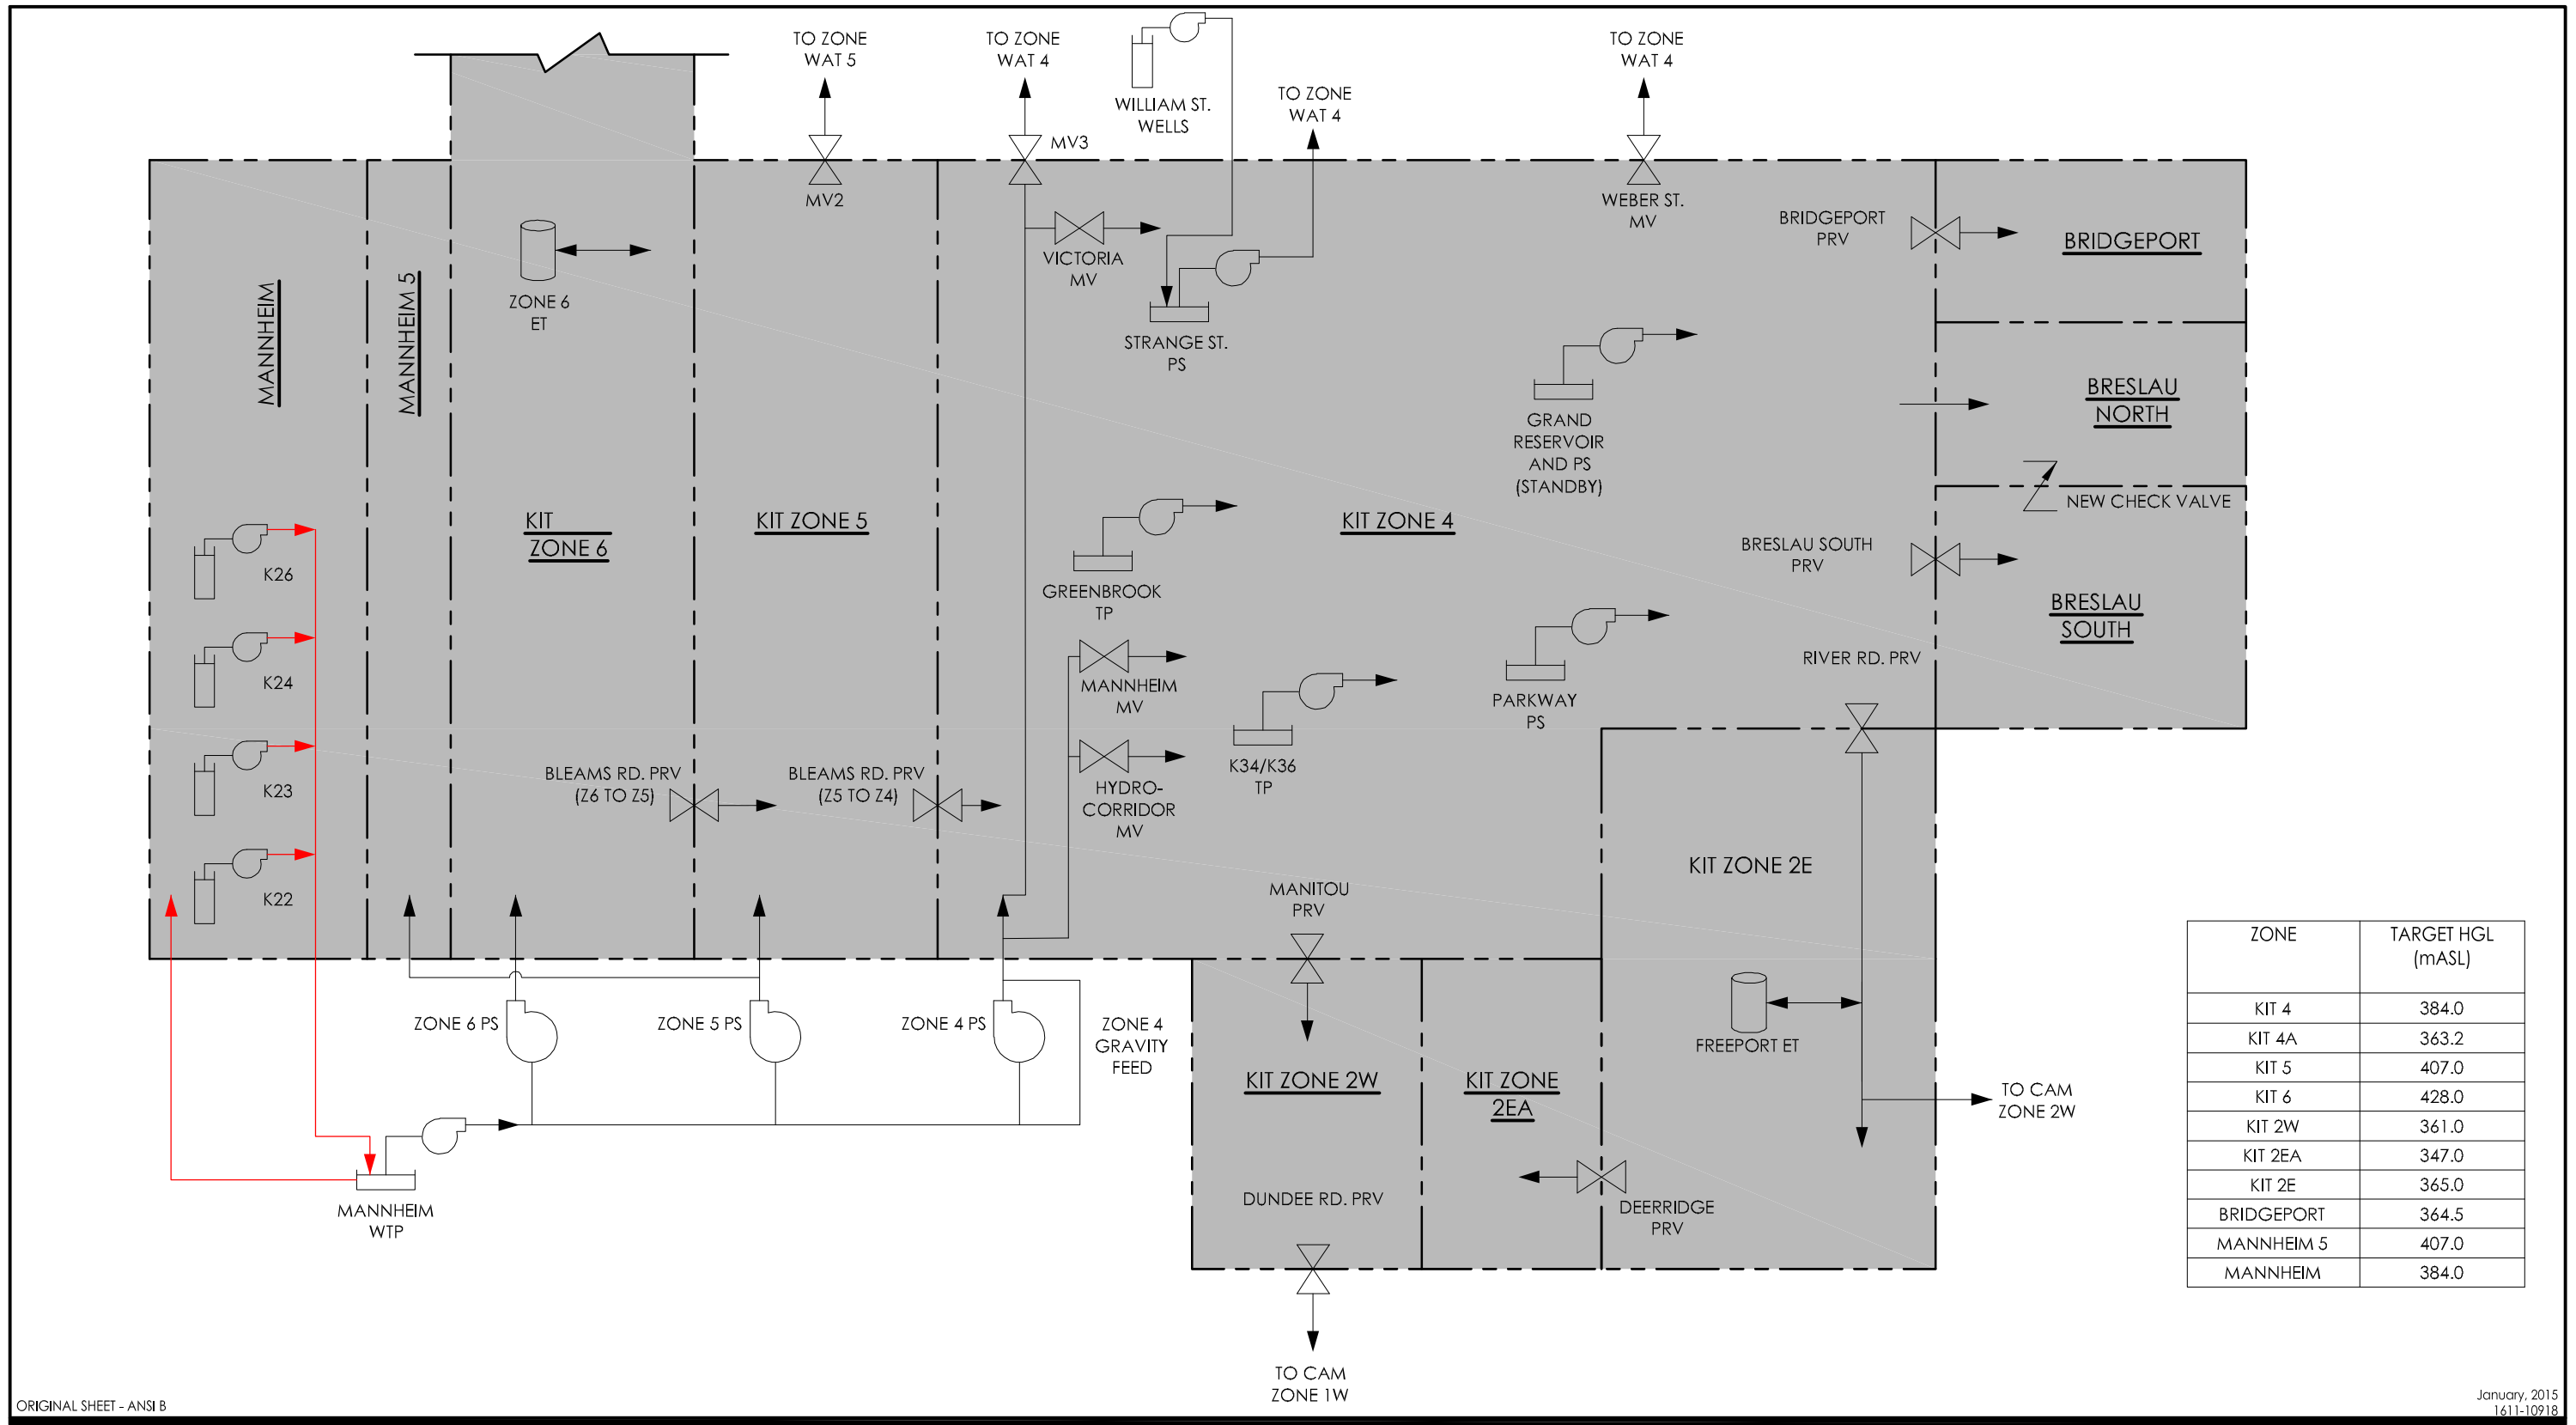 TO ZONE
WAT 5
TO ZONE
WAT 4
WILLIAM ST.
WELLS
TO ZONE
WAT 4
TO ZONE
WAT 4
MV2
MV3
VICTORIA
MV
STRANGE ST.
PS
WEBER ST.
MV
BRIDGEPORT
PRV
BRIDGEPORT
MANNHEIM
MANNHEIM 5
ZONE 6
ET
GRAND
RESERVOIR
AND PS
(STANDBY)
BRESLAU
NORTH
NEW CHECK VALVE
KIT
ZONE 6
KIT ZONE 5
KIT ZONE 4
GREENBROOK
TP
BRESLAU SOUTH
PRV
BRESLAU
SOUTH
K26
K24
K23
K22
MANNHEIM
MV
HYDRO-
CORRIDOR
MV
K34/K36
TP
PARKWAY
PS
RIVER RD. PRV
BLEAMS RD. PRV
(Z6 TO Z5)
BLEAMS RD. PRV
(Z5 TO Z4)
MANITOU
PRV
KIT ZONE 2E
ZONE 6 PS
ZONE 5 PS
ZONE 4 PS
ZONE 4
GRAVITY
FEED
KIT ZONE 2W
KIT ZONE
2EA
FREEPORT ET
TO CAM
ZONE 2W
MANNHEIM
WTP
DUNDEE RD. PRV
DEERRIDGE
PRV
TO CAM
ZONE 1W
ZONE TARGET HGL
(mASL)
KIT 4 384.0
KIT 4A 363.2
KIT 5 407.0
KIT 6 428.0
KIT 2W 361.0
KIT 2EA 347.0
KIT 2E 365.0
BRIDGEPORT 364.5
MANNHEIM 5 407.0
MANNHEIM 384.0
ORIGINAL SHEET - ANSI B
January, 2015
1611-10918